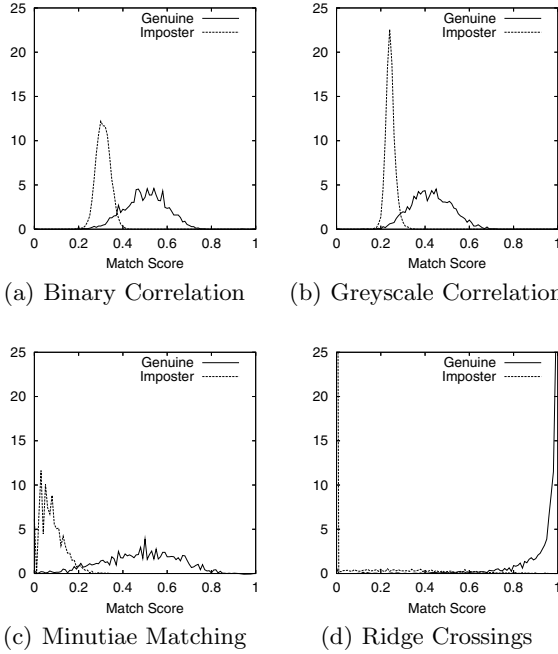 25
20
15
10
5
0
0 0.2 0.4 0.6 0.8 1
Match Score
Genuine
Imposter
(a) Binary Correlation
25
20
15
10
5
0
0 0.2 0.4 0.6 0.8 1
Match Score
Genuine
Imposter
(b) Greyscale Correlation
25
20
15
10
5
0
0 0.2 0.4 0.6 0.8 1
Match Score
Genuine
Imposter
(c) Minutiae Matching
25
20
15
10
5
0
0 0.2 0.4 0.6 0.8 1
Match Score
Genuine
Imposter
(d) Ridge Crossings